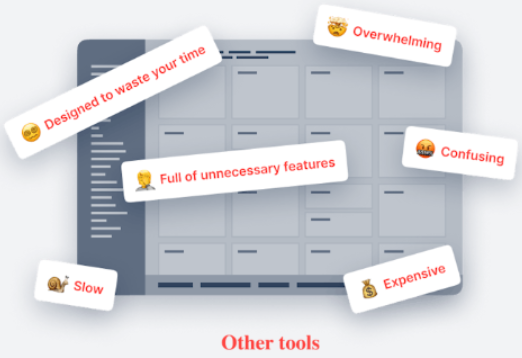 🤯 Overwhelming
😵‍💫 Designed to waste your time
🤬 Confusing
🤦 Full of unnecessary features
🐌 Slow
💰 Expensive
Other tools